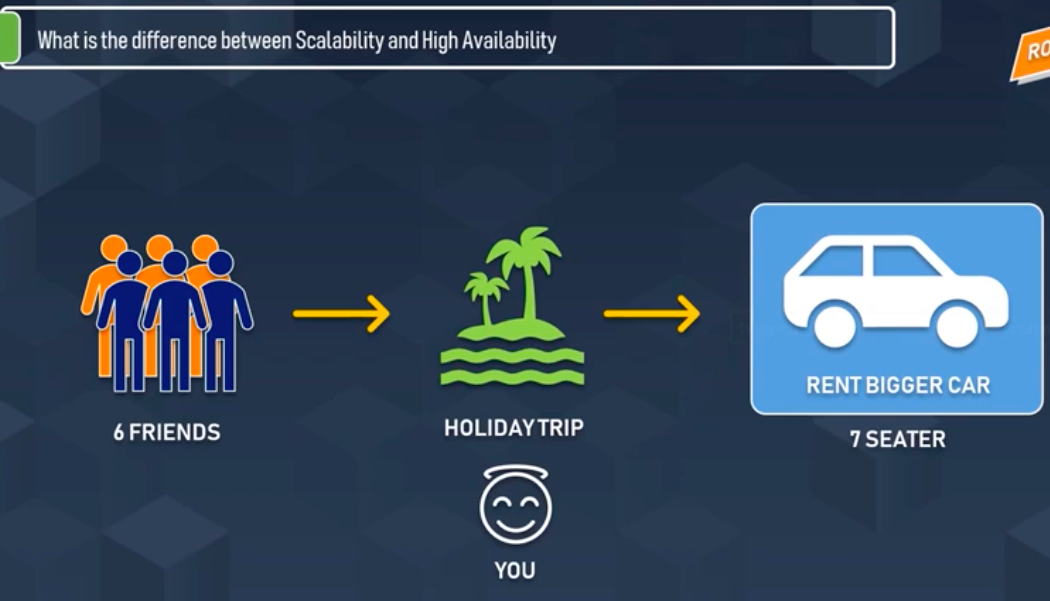 What is the difference between Scalability and High Availability
RO
RENT BIGGER CAR
6 FRIENDS
HOLIDAY TRIP
7 SEATER
YOU